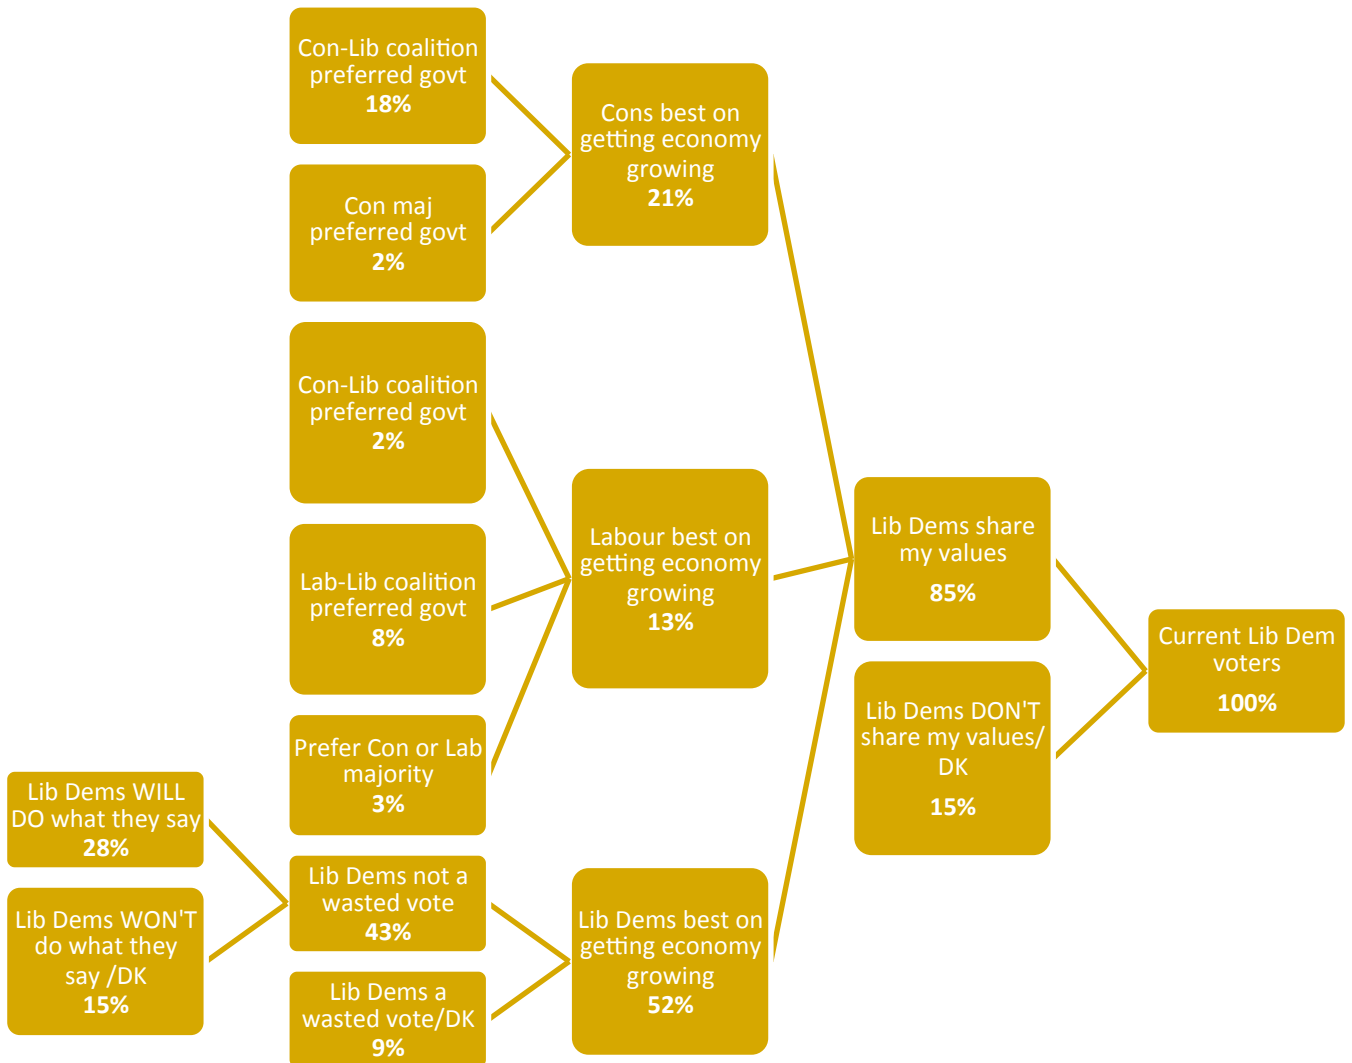 Con-Lib coalition
preferred govt
18%
Con maj
preferred govt
2%
Cons best on
getting economy
growing
21%
Con-Lib coalition
preferred govt
2%
Lab-Lib coalition
preferred govt
8%
Prefer Con or Lab
majority
3%
Labour best on
getting economy
growing
13%
Lib Dems share
my values
85%
Lib Dems DON'T
share my values/
DK
15%
Current Lib Dem
voters
100%
Lib Dems WILL
DO what they say
28%
Lib Dems WON'T
do what they
say /DK
15%
Lib Dems not a
wasted vote
43%
Lib Dems a
wasted vote/DK
9%
Lib Dems best on
getting economy
growing
52%